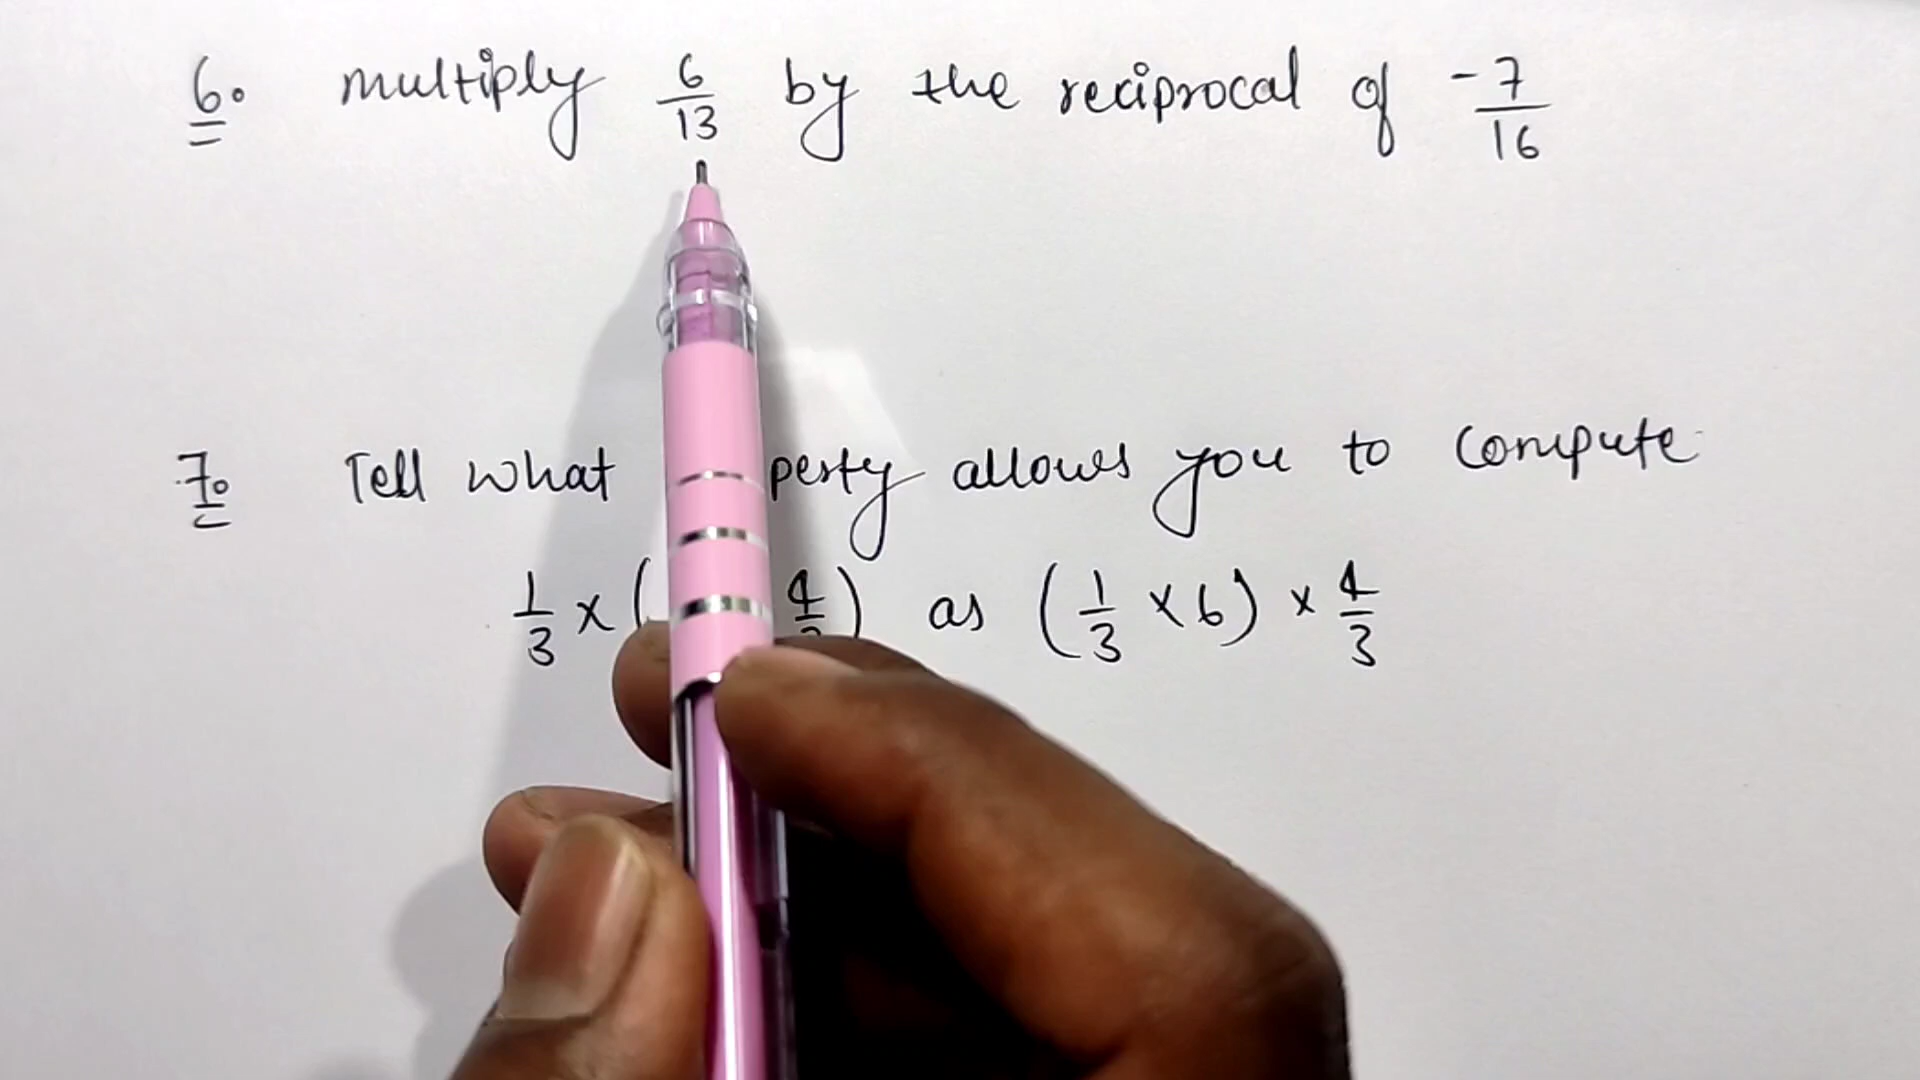 6. multiply 6/13 by the reciprocal of -7/16
7. Tell what perty allows you to compute
1/3 × ( 4/3 ) as (1/3 × 6) × 4/3